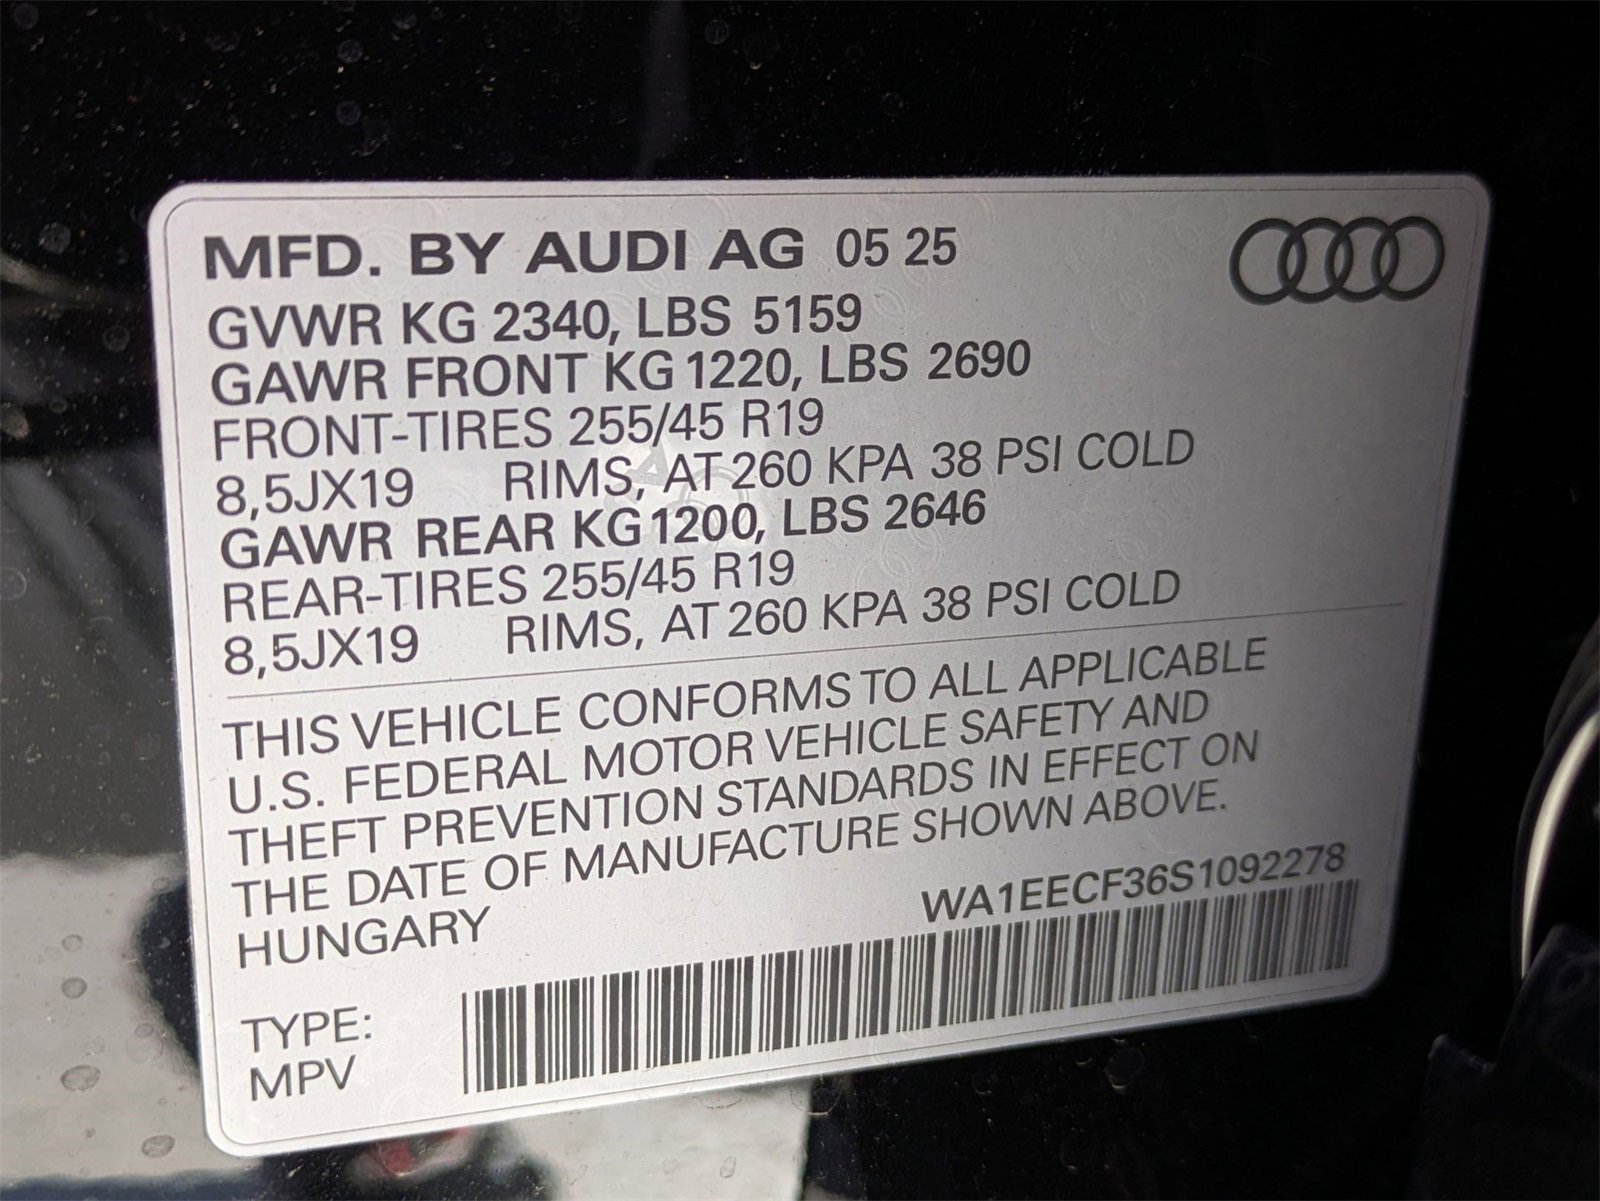 MFD. BY AUDI AG 05 25
GVWR KG 2340, LBS 5159
GAWR FRONT KG 1220, LBS 2690
FRONT-TIRES 255/45 R19
8,5JX19 RIMS, AT 260 KPA 38 PSI COLD
GAWR REAR KG 1200, LBS 2646
REAR-TIRES 255/45 R19
8,5JX19 RIMS, AT 260 KPA 38 PSI COLD
THIS VEHICLE CONFORMS TO ALL APPLICABLE
U.S. FEDERAL MOTOR VEHICLE SAFETY AND
THEFT PREVENTION STANDARDS IN EFFECT ON
THE DATE OF MANUFACTURE SHOWN ABOVE.
HUNGARY
WA1EECF36S1092278
TYPE:
MPV